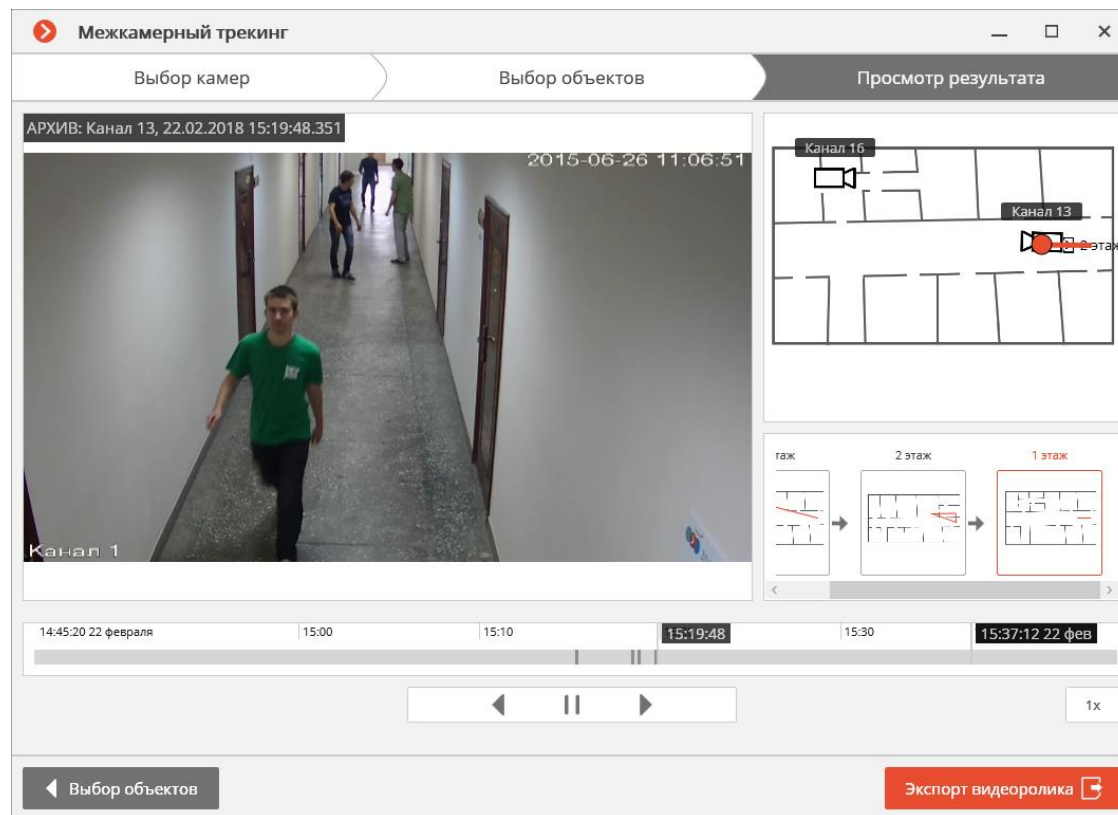 Межкамерный трекинг
Выбор камер
Выбор объектов
Просмотр результата
АРХИВ: Канал 13, 22.02.2018 15:19:48.351
2015-06-26 11:06:51
Канал 1
Канал 16
Канал 13
2 этаж
таж
2 этаж
1 этаж
14:45:20 22 февраля
15:00
15:10
15:19:48
15:30
15:37:12 22 фев
1x
Выбор объектов
Экспорт видеоролика